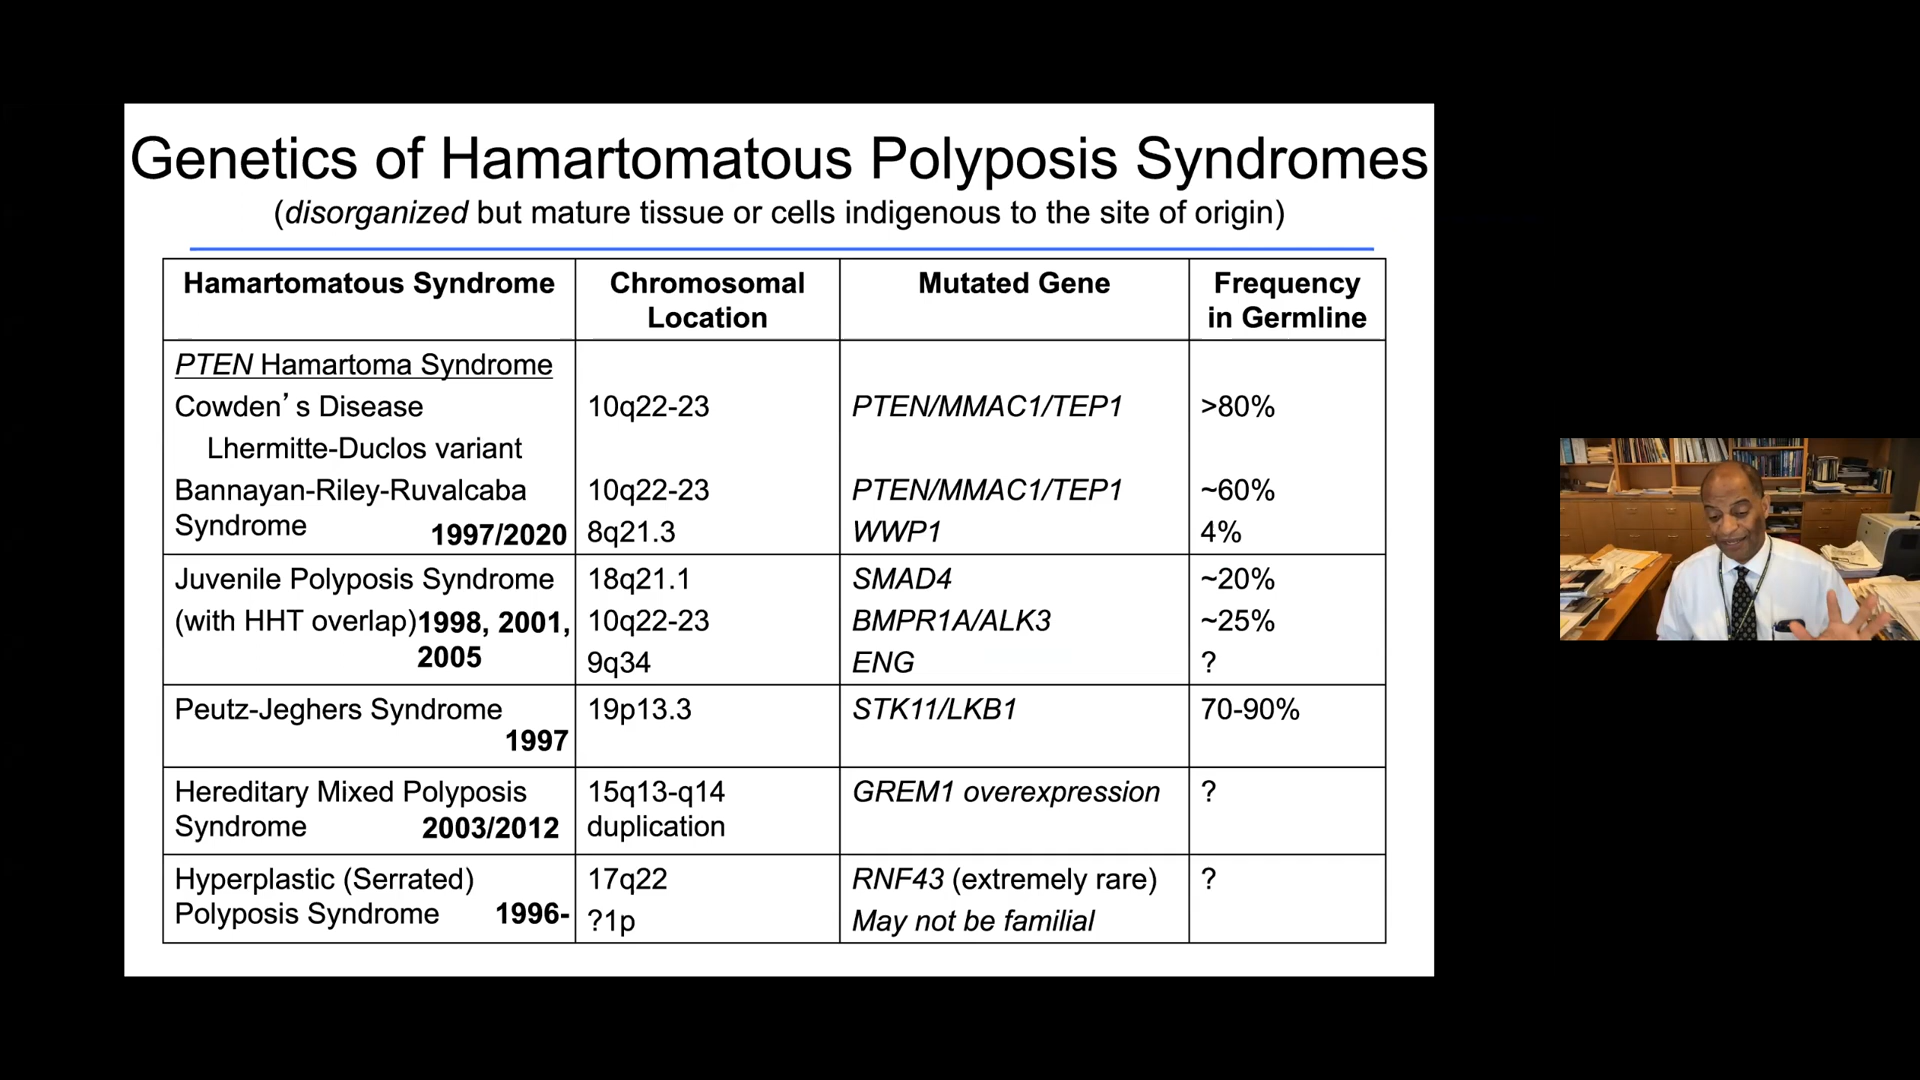 Genetics of Hamartomatous Polyposis Syndromes
(disorganized but mature tissue or cells indigenous to the site of origin)
Hamartomatous Syndrome
Chromosomal
Location
Mutated Gene
Frequency
in Germline
PTEN Hamartoma Syndrome
Cowden’s Disease
10q22-23
PTEN/MMAC1/TEP1
>80%
Lhermitte-Duclos variant
Bannayan-Riley-Ruvalcaba
10q22-23
PTEN/MMAC1/TEP1
~60%
Syndrome
1997/2020
8q21.3
WWP1
4%
Juvenile Polyposis Syndrome
18q21.1
SMAD4
~20%
(with HHT overlap)
1998, 2001,
10q22-23
BMPR1A/ALK3
~25%
2005
9q34
ENG
?
Peutz-Jeghers Syndrome
19p13.3
STK11/LKB1
70-90%
1997
Hereditary Mixed Polyposis
15q13-q14
GREM1 overexpression
?
Syndrome
2003/2012
duplication
Hyperplastic (Serrated)
17q22
RNF43 (extremely rare)
?
Polyposis Syndrome
1996-
?1p
May not be familial